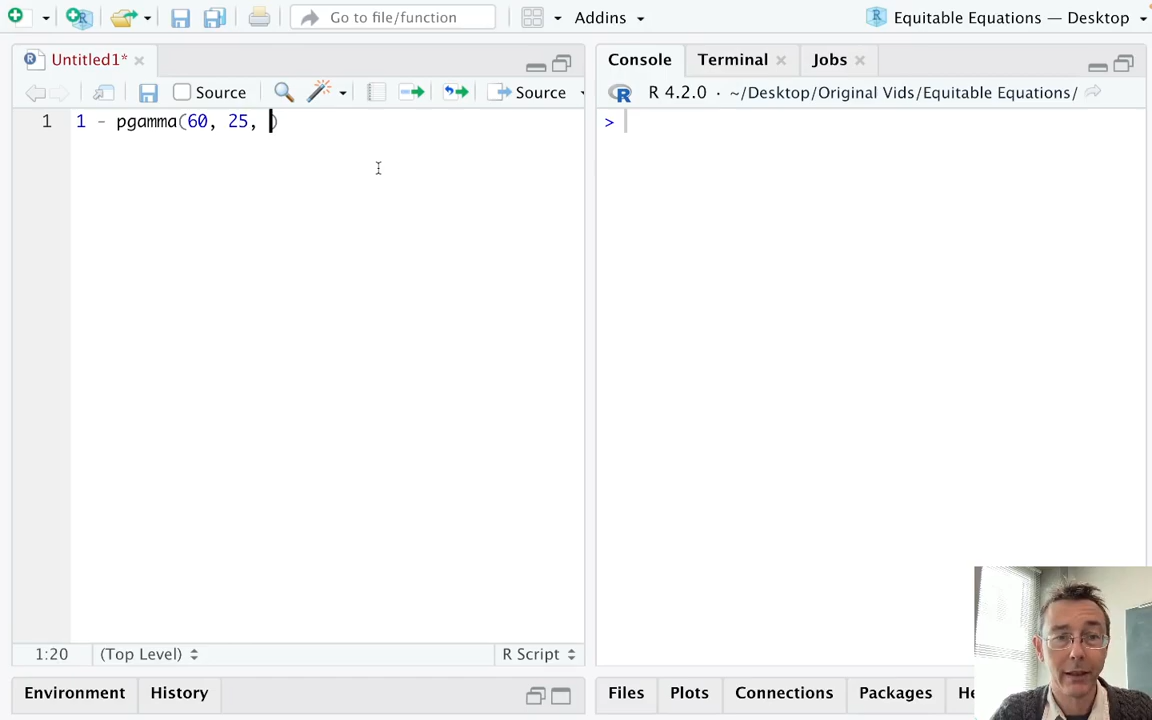 Go to file/function
Addins
Equitable Equations — Desktop
Untitled1*
Source
Source
1
1 - pgamma(60, 25, )
1:20
(Top Level)
R Script
Environment
History
Console
Terminal
Jobs
R 4.2.0 · ~/Desktop/Original Vids/Equitable Equations/
>
Files
Plots
Connections
Packages
He